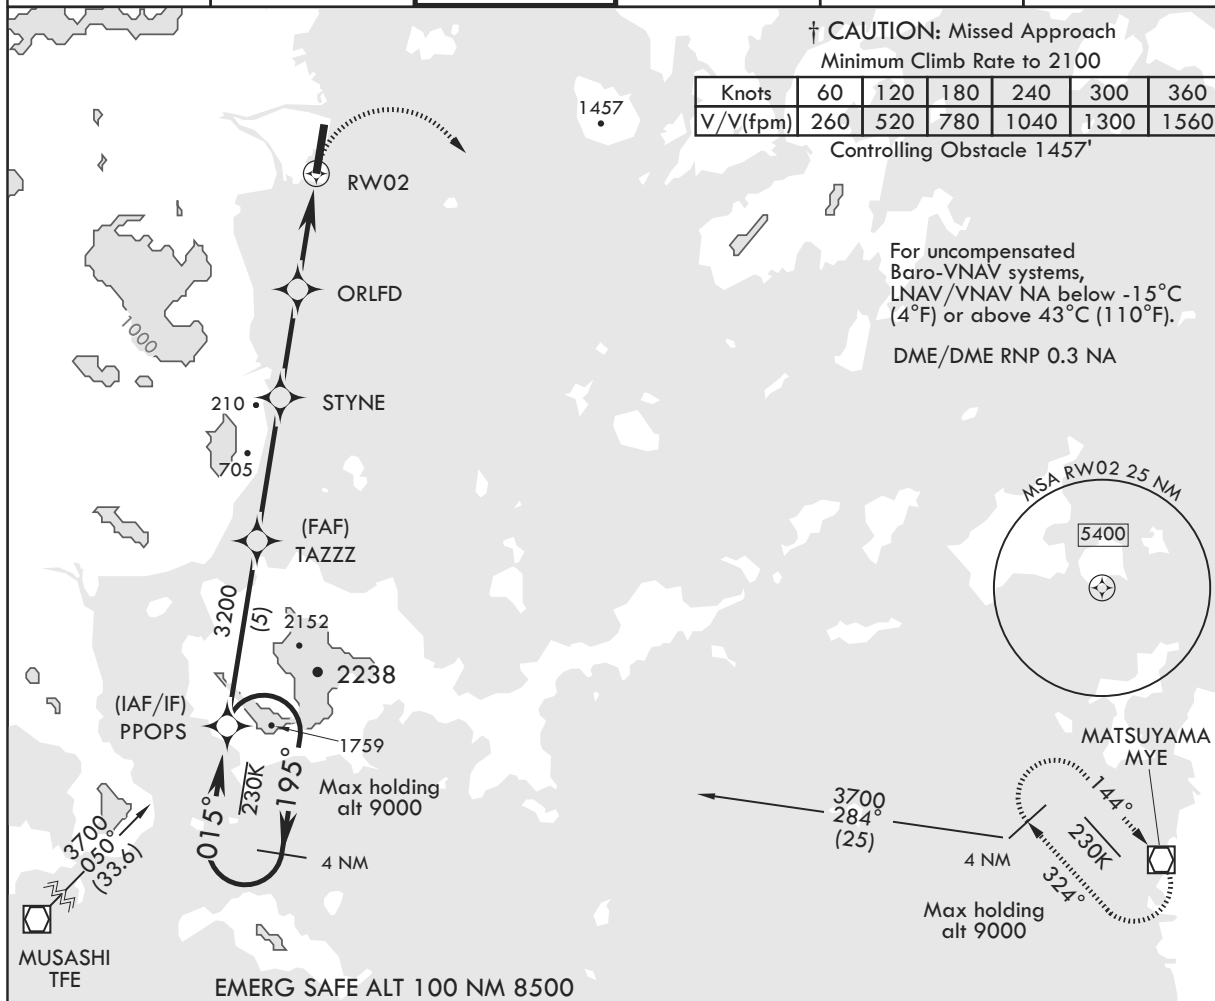 † CAUTION: Missed Approach
Minimum Climb Rate to 2100
Knots 60 120 180 240 300 360
V/V(fpm) 260 520 780 1040 1300 1560
Controlling Obstacle 1457'
1457
RW02
For uncompensated
Baro-VNAV systems,
LNAV/VNAV NA below -15°C
(4°F) or above 43°C (110°F).
DME/DME RNP 0.3 NA
ORLFD
1000
210
STYNE
705
MSA RW02 25 NM
5400
(FAF)
TAZZZ
3200
(5)
2152
2238
(IAF/IF)
PPOPS
1759
MATSUYAMA
MYE
015°
230K
195°
Max holding
alt 9000
4 NM
3700
284°
(25)
144°
230K
324°
4 NM
Max holding
alt 9000
3700
050°
(33.6)
MUSASHI
TFE
EMERG SAFE ALT 100 NM 8500